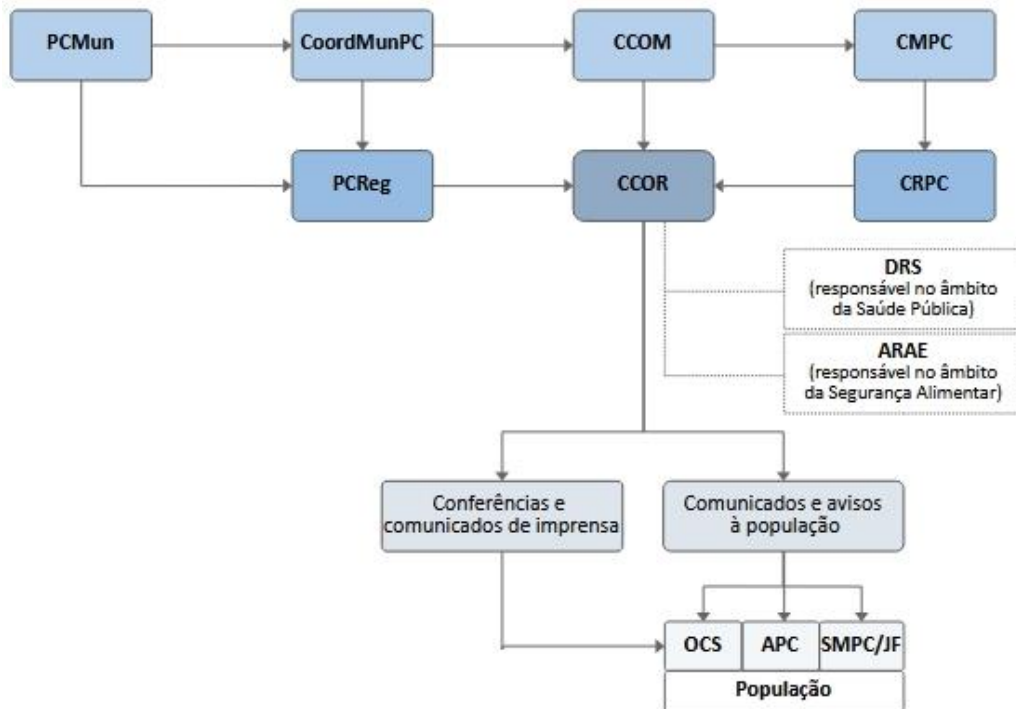 PCMun
CoordMunPC
CCOM
CMPC
PCReg
CCOR
CRPC
DRS
(responsável no âmbito
da Saúde Pública)
ARAE
(responsável no âmbito
da Segurança Alimentar)
Conferências e
comunicados de imprensa
Comunicados e avisos
à população
OCS
APC
SMPC/JF
População